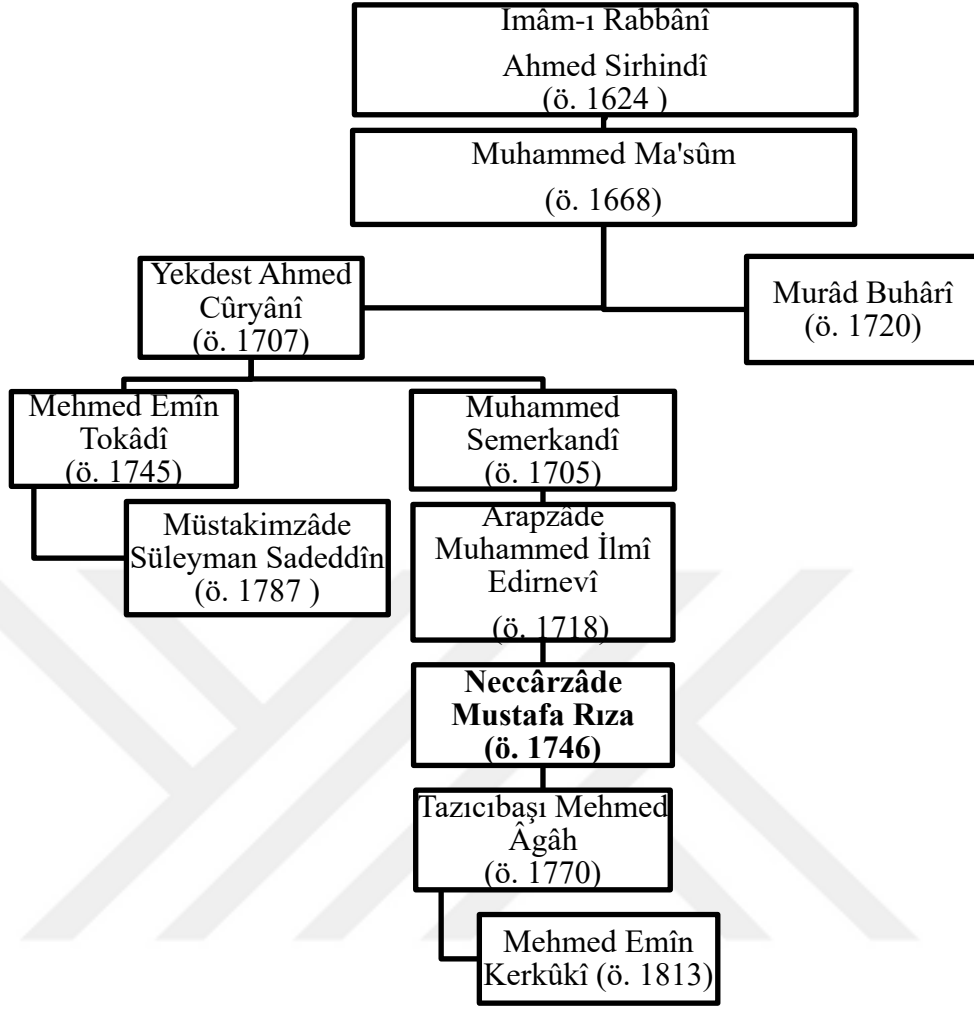 Imâm-ı Rabbânî
Ahmed Sirhindî
(ö. 1624 )
Muhammed Ma'sûm
(ö. 1668)
Yekdest Ahmed
Cûryânî
(ö. 1707)
Murâd Buhârî
(ö. 1720)
Mehmed Emîn
Tokâdî
(ö. 1745)
Muhammed
Semerkandî
(ö. 1705)
Müstakimzâde
Süleyman Sadeddîn
(ö. 1787 )
Arapzâde
Muhammed İlmî
Edirnevî
(ö. 1718)
Neccârzâde
Mustafa Rıza
(ö. 1746)
Tazıcıbaşı Mehmed
Âgâh
(ö. 1770)
Mehmed Emîn
Kerkûkî (ö. 1813)